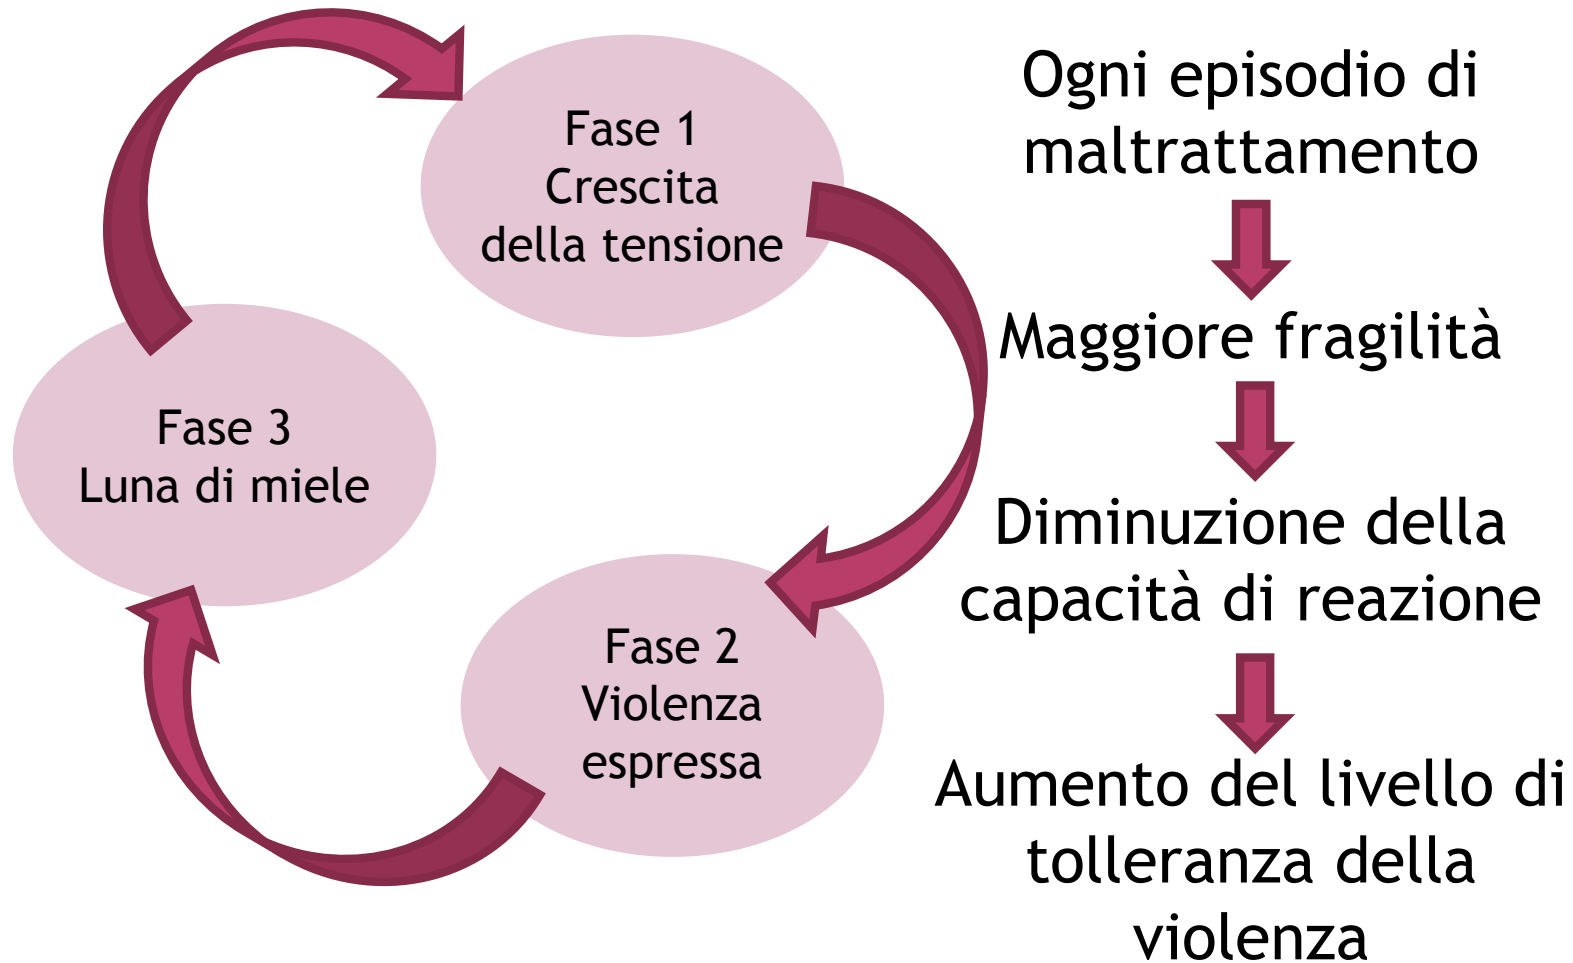 Fase 1
Crescita
della tensione
Fase 2
Violenza
espressa
Fase 3
Luna di miele
Ogni episodio di
maltrattamento
Maggiore fragilità
Diminuzione della
capacità di reazione
Aumento del livello di
tolleranza della
violenza